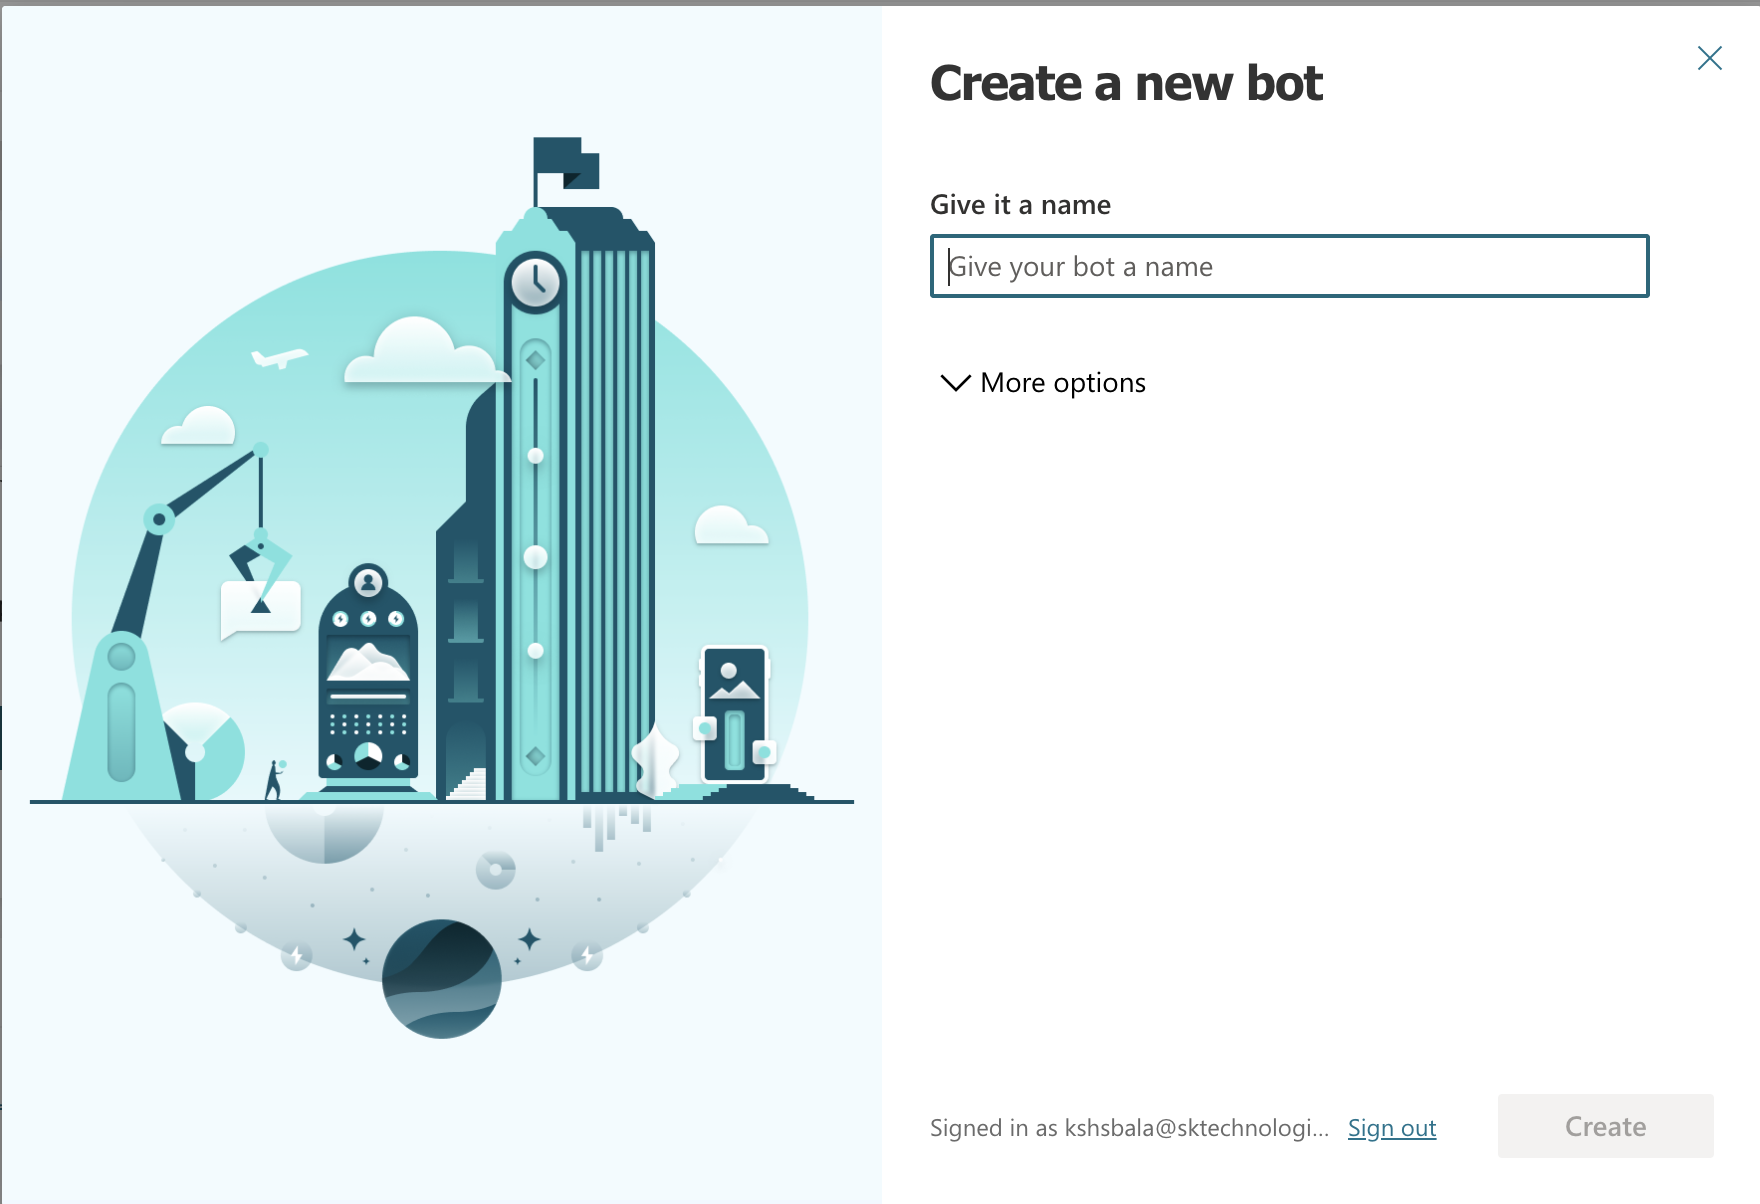 Create a new bot
Give it a name
Give your bot a name
More options
Signed in as kshsbala@sktechnologi... Sign out
Create